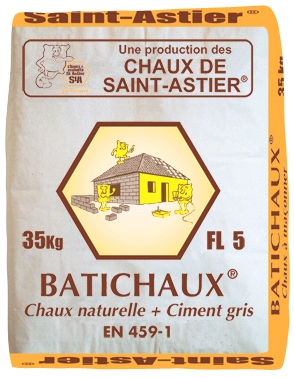 Saint-Astier®
Une production des
CHAUX DE
SAINT-ASTIER®
35 kg
35Kg
FL 5
BATICHAUX®
Chaux naturelle + Ciment gris
EN 459-1
BATICHAUX®
Chaux à maçonner
Saint-Astier